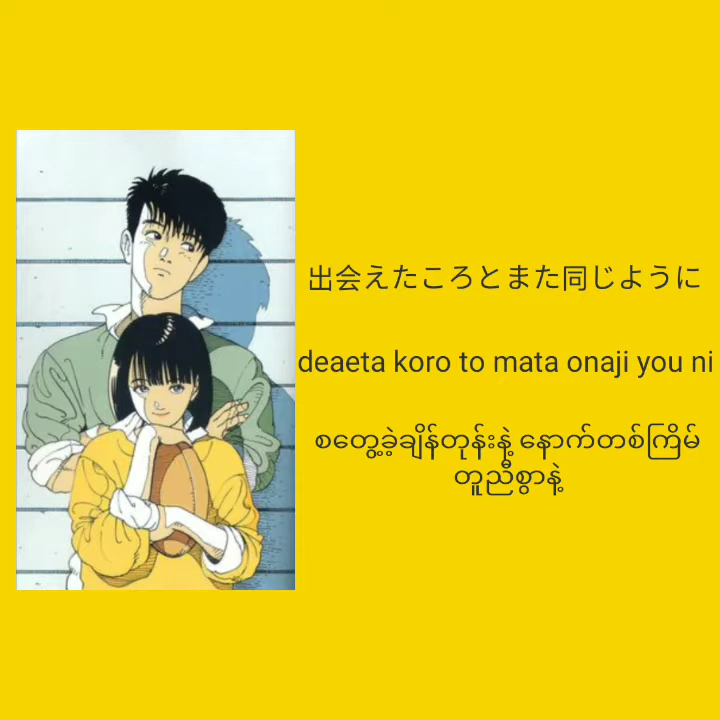 出会えたころとまた同じように
deaeta koro to mata onaji you ni
စတွေ့ခဲ့ချိန်တုန်းနဲ့ နောက်တစ်ကြိမ်
တူညီစွာနဲ့